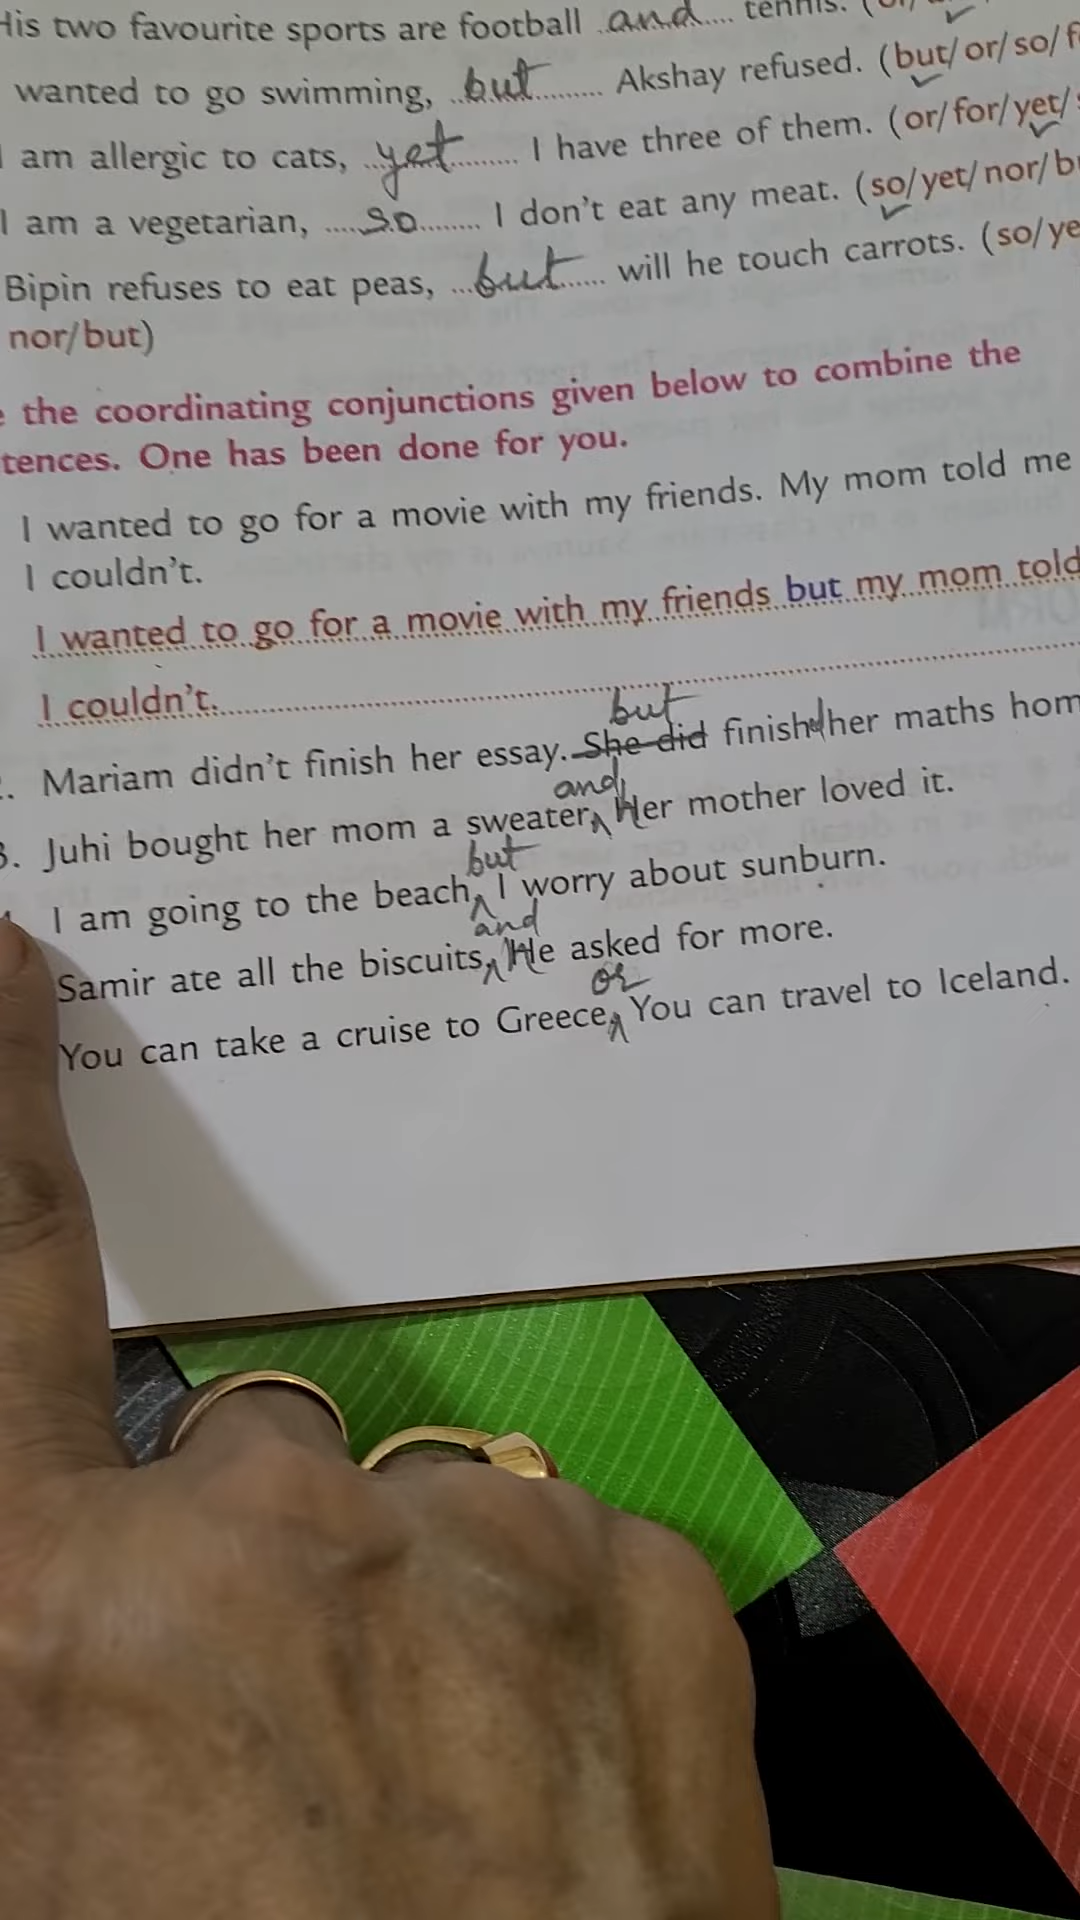 His two favourite sports are football and tennis.
wanted to go swimming, but Akshay refused. (but/or/so/
I am allergic to cats, yet I have three of them. (or/for/yet/
I am a vegetarian, so I don't eat any meat. (so/yet/nor/
Bipin refuses to eat peas, but will he touch carrots. (so/
nor/but)
the coordinating conjunctions given below to combine the
tences. One has been done for you.
I wanted to go for a movie with my friends. My mom told me
I couldn't.
I wanted to go for a movie with my friends but my mom told
I couldn't.
but
Mariam didn't finish her essay. She did finished her maths hom
and
3. Juhi bought her mom a sweater. Her mother loved it.
but
I am going to the beach. I worry about sunburn.
and
Samir ate all the biscuits. He asked for more.
or
You can take a cruise to Greece. You can travel to Iceland.